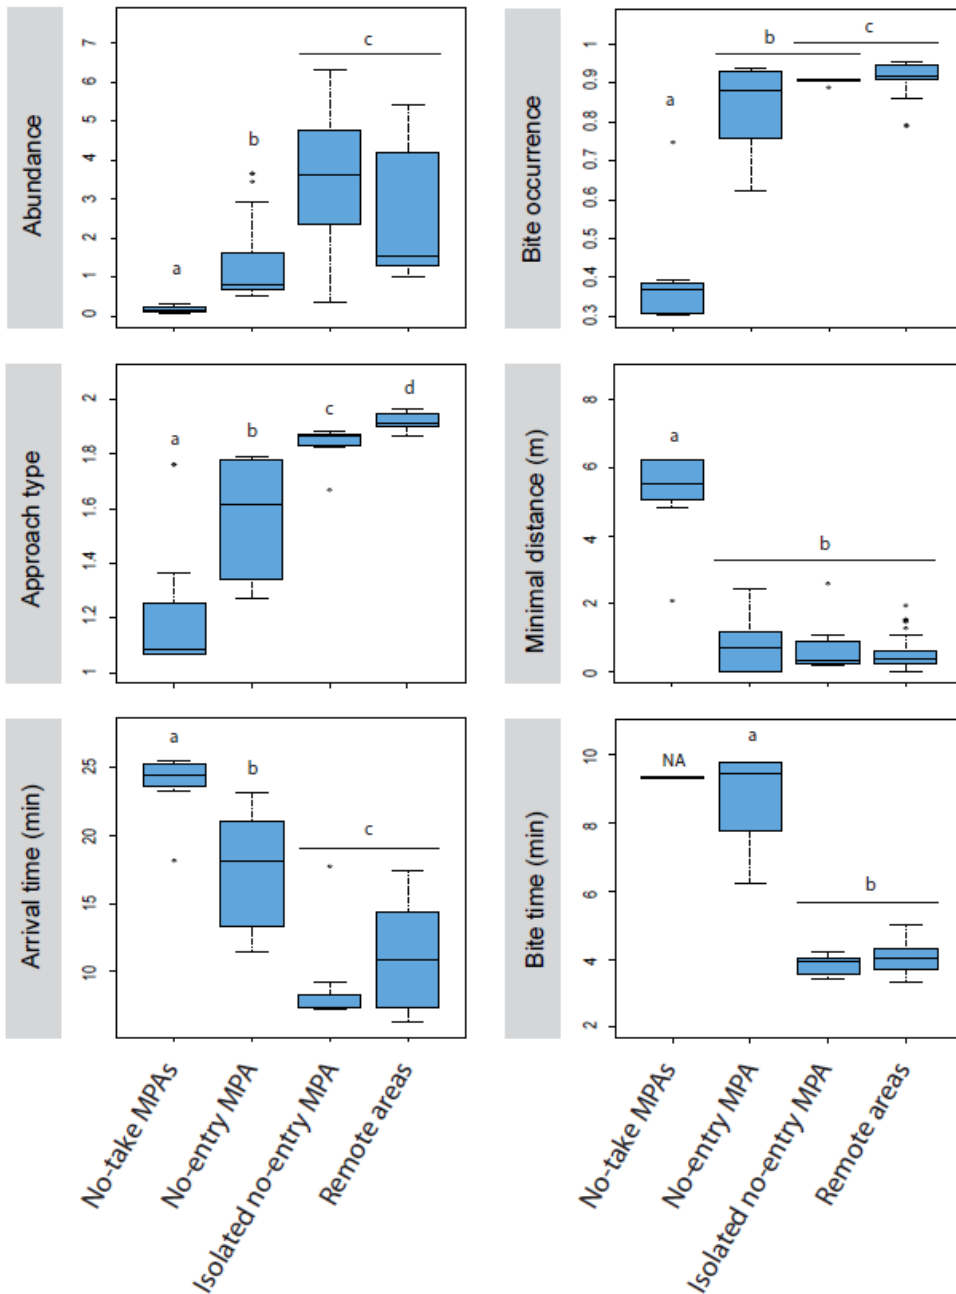 Abundance
7
6
5
4
3
2
1
0
a
b
c
Bite occurrence
1
0.9
0.8
0.7
0.6
0.5
0.4
0.3
a
b
c
Approach type
2
1.8
1.6
1.4
1.2
1
a
b
c
d
Minimal distance (m)
8
6
4
2
0
a
b
Arrival time (min)
25
20
15
10
a
b
c
Bite time (min)
10
8
6
4
2
NA
a
b
No-take MPAs
No-entry MPA
Isolated no-entry MPA
Remote areas
No-take MPAs
No-entry MPA
Isolated no-entry MPA
Remote areas